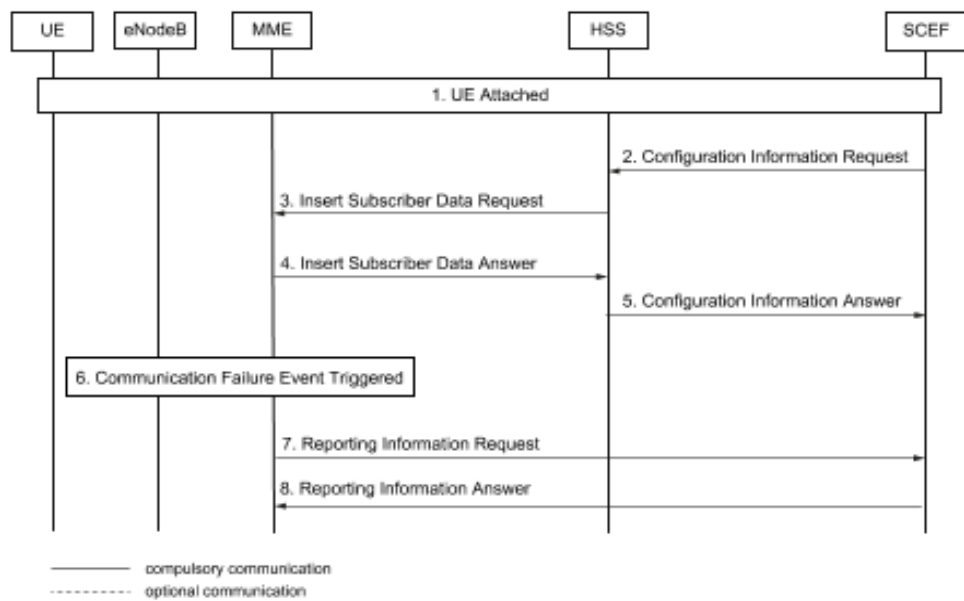 UE eNodeB MME HSS SCEF
1. UE Attached
2. Configuration Information Request
3. Insert Subscriber Data Request
4. Insert Subscriber Data Answer
5. Configuration Information Answer
6. Communication Failure Event Triggered
7. Reporting Information Request
8. Reporting Information Answer
compulsory communication
optional communication